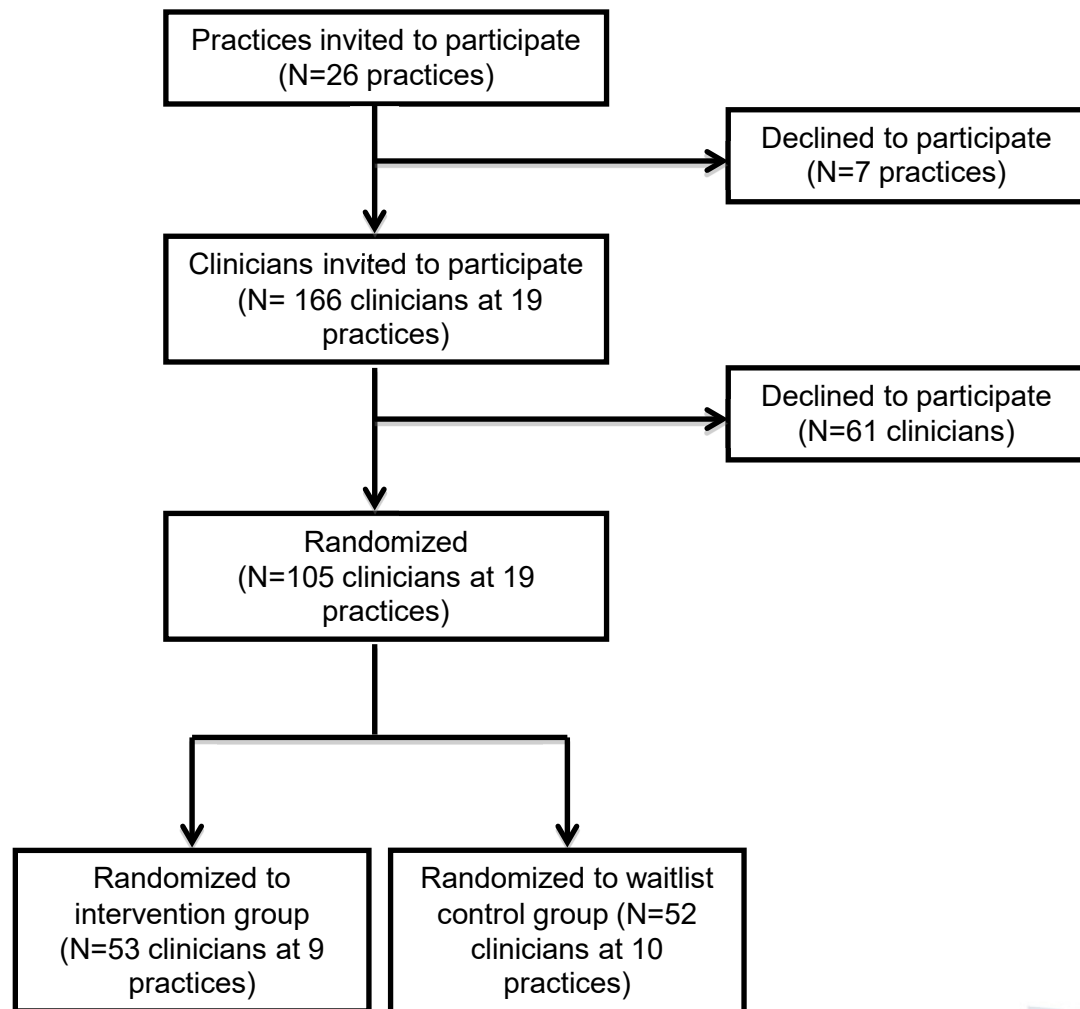 Practices invited to participate
(N=26 practices)
Declined to participate
(N=7 practices)
Clinicians invited to participate
(N= 166 clinicians at 19
practices)
Declined to participate
(N=61 clinicians)
Randomized
(N=105 clinicians at 19
practices)
Randomized to
intervention group
(N=53 clinicians at 9
practices)
Randomized to waitlist
control group (N=52
clinicians at 10
practices)